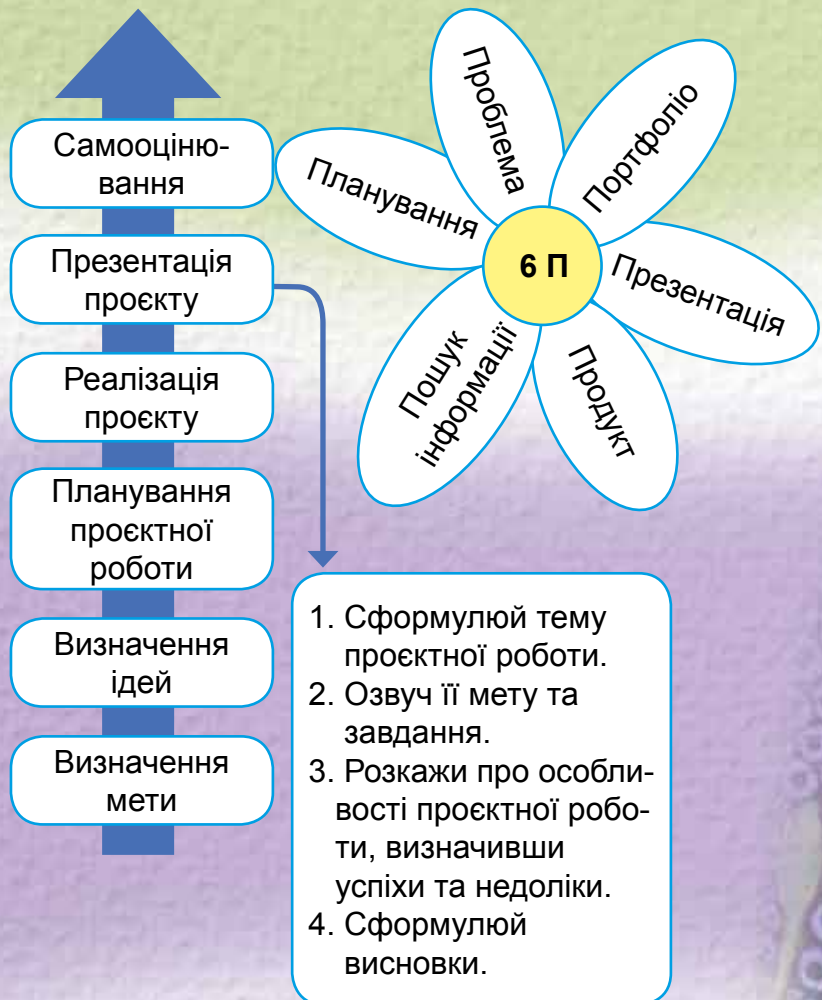 Самооціню-
вання
Презентація
проєкту
Реалізація
проєкту
Планування
проєктної
роботи
Визначення
ідей
Визначення
мети
Проблема
Портфоліо
Планування
6 П
Презентація
Пошук
інформації
Продукт
1. Сформулюй тему
проєктної роботи.
2. Озвуч її мету та
завдання.
3. Розкажи про особли-
вості проєктної робо-
ти, визначивши
успіхи та недоліки.
4. Сформулюй
висновки.